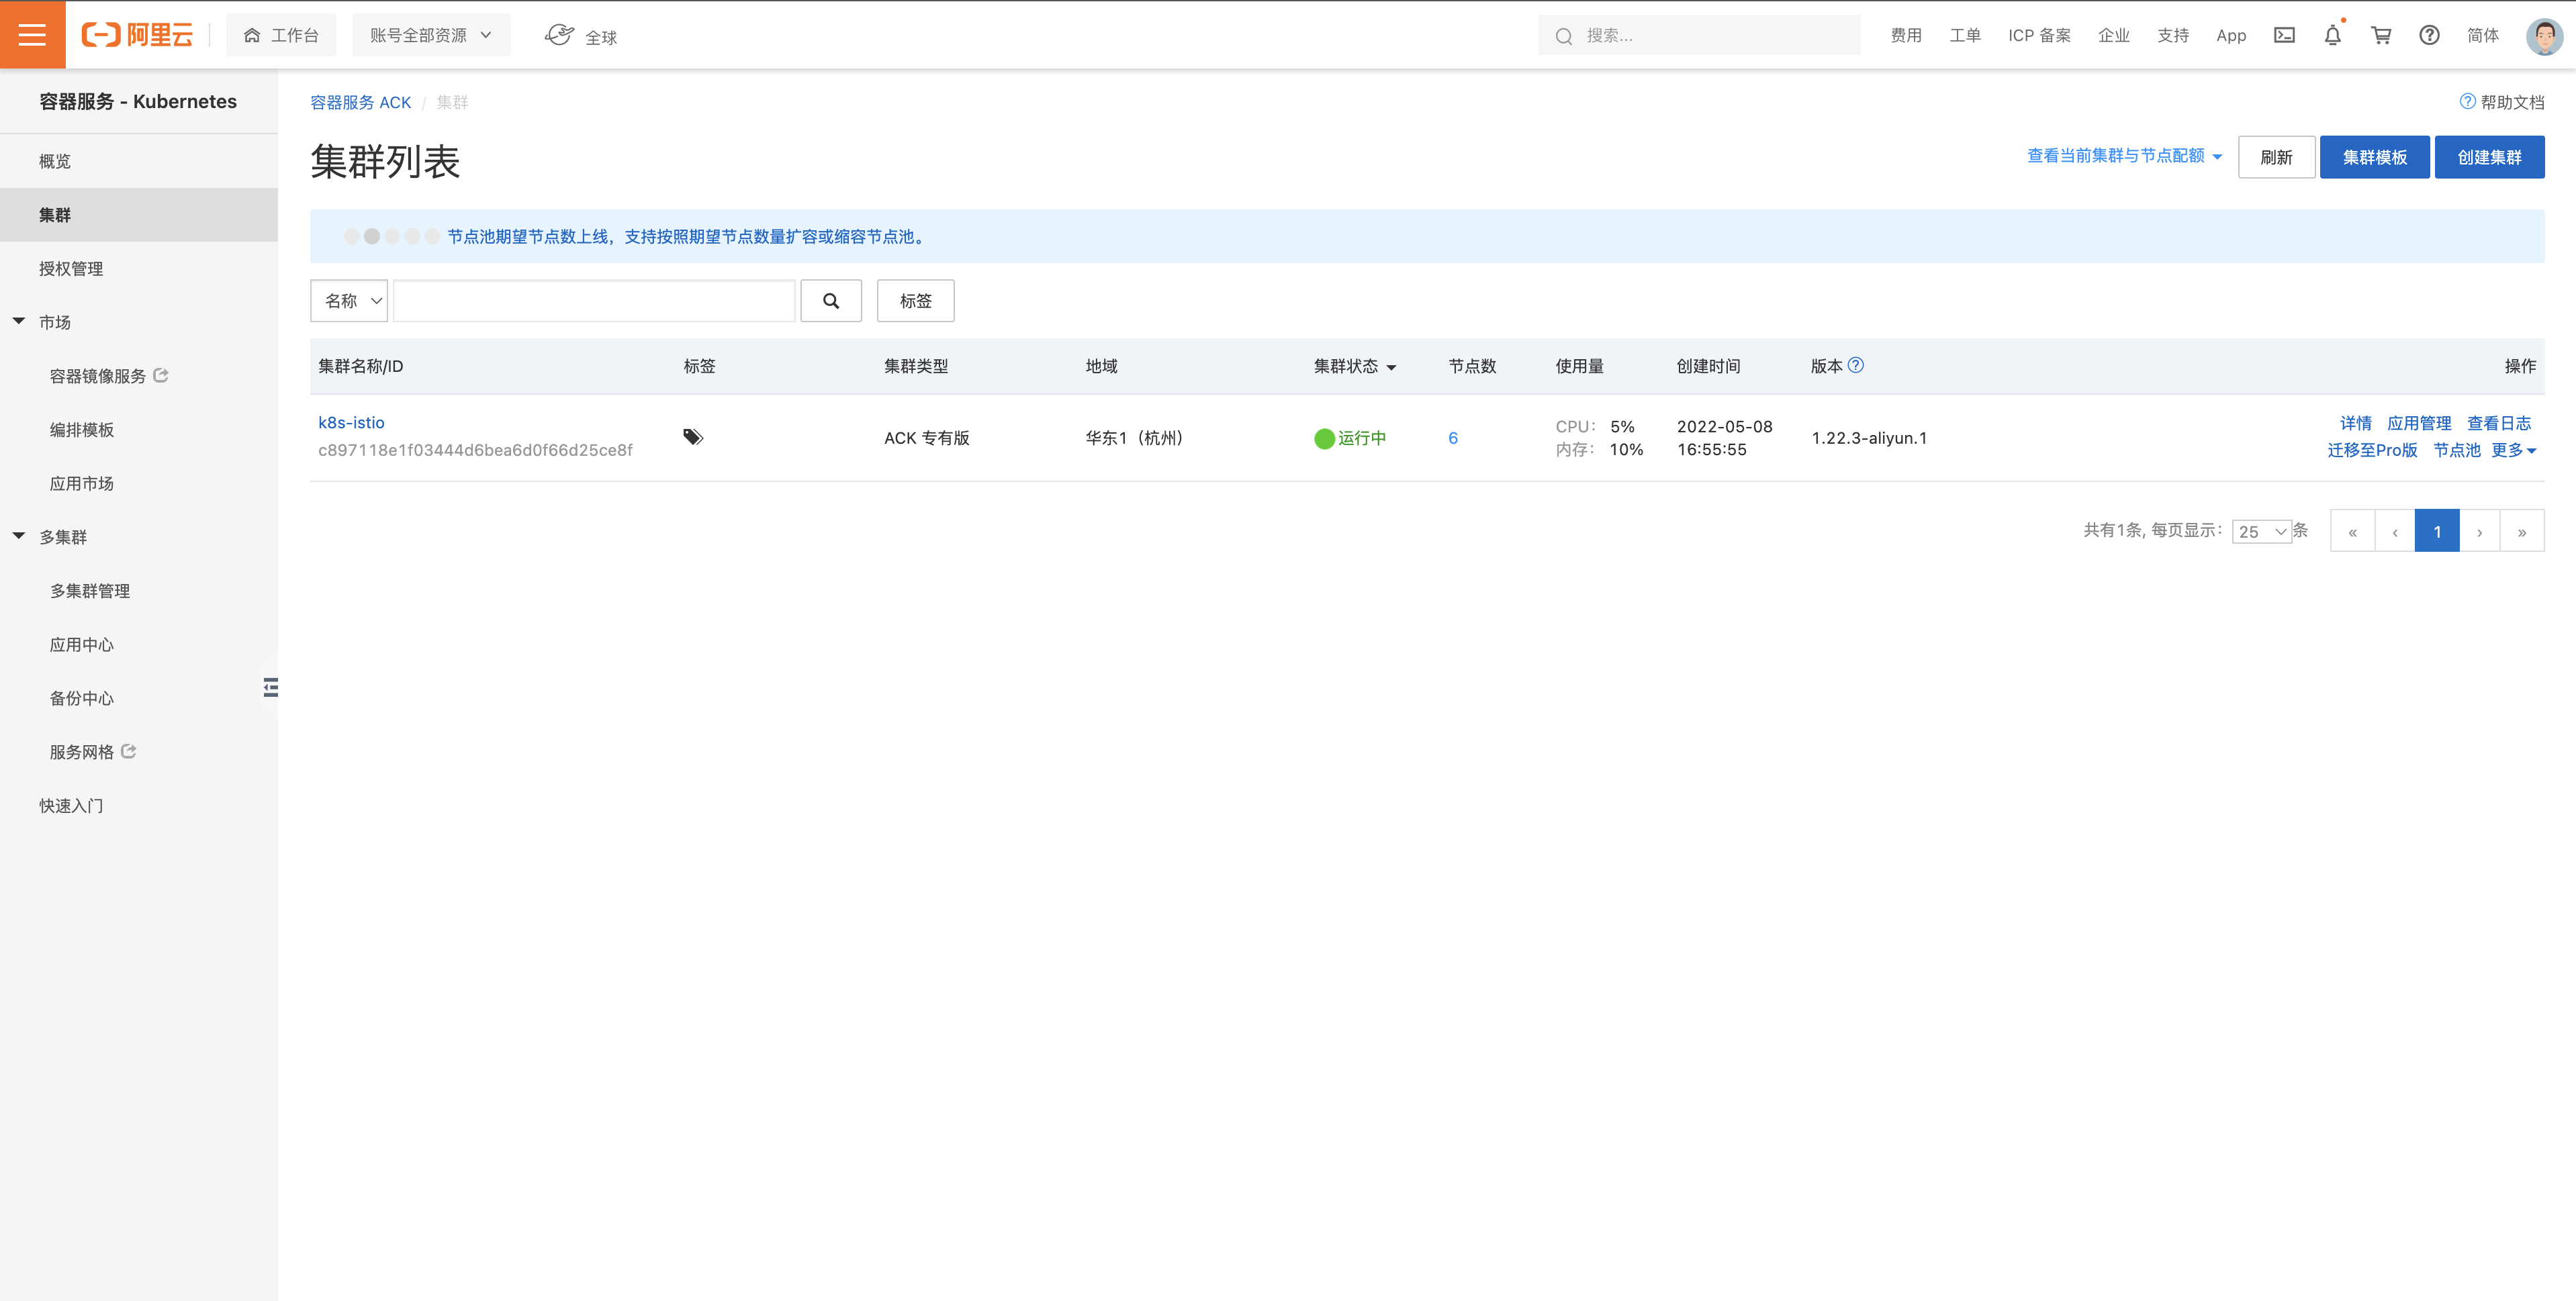 阿里云
工作台
账号全部资源
全球
搜索...
费用
工单
ICP 备案
企业
支持
App
简体
容器服务 - Kubernetes
概览
集群
授权管理
市场
容器镜像服务
编排模板
应用市场
多集群
多集群管理
应用中心
备份中心
服务网格
快速入门
容器服务 ACK / 集群
帮助文档
集群列表
查看当前集群与节点配额
刷新
集群模板
创建集群
节点池期望节点数上线，支持按照期望节点数量扩容或缩容节点池。
名称
标签
集群名称/ID 标签 集群类型 地域 集群状态 节点数 使用量 创建时间 版本 操作
k8s-istio
c897118e1f03444d6bea6d0f66d25ce8f
ACK 专有版
华东1（杭州）
运行中
6
CPU： 5%
内存： 10%
2022-05-08
16:55:55
1.22.3-aliyun.1
详情 应用管理 查看日志
迁移至Pro版 节点池 更多
共有1条, 每页显示： 25 条
« ‹ 1 › »